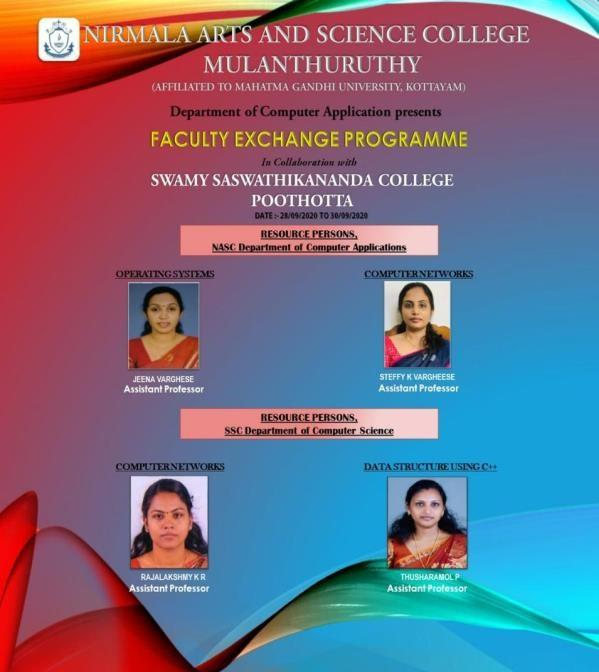 NIRMALA ARTS AND SCIENCE COLLEGE
MULANTHURUTHY
(AFFILIATED TO MAHATMA GANDHI UNIVERSITY, KOTTAYAM)
Department of Computer Application presents
FACULTY EXCHANGE PROGRAMME
In Collaboration with
SWAMY SASWATHIKANANDA COLLEGE
POOTHOTTA
DATE :- 28/09/2020 TO 30/09/2020
RESOURCE PERSONS,
NASC Department of Computer Applications
OPERATING SYSTEMS
COMPUTER NETWORKS
JEENA VARGHESE
Assistant Professor
STEFFY K VARGHEESE
Assistant Professor
RESOURCE PERSONS,
SSC Department of Computer Science
COMPUTER NETWORKS
DATA STRUCTURE USING C++
RAJALAKSHMY K R
Assistant Professor
THUSHARAMOL P
Assistant Professor